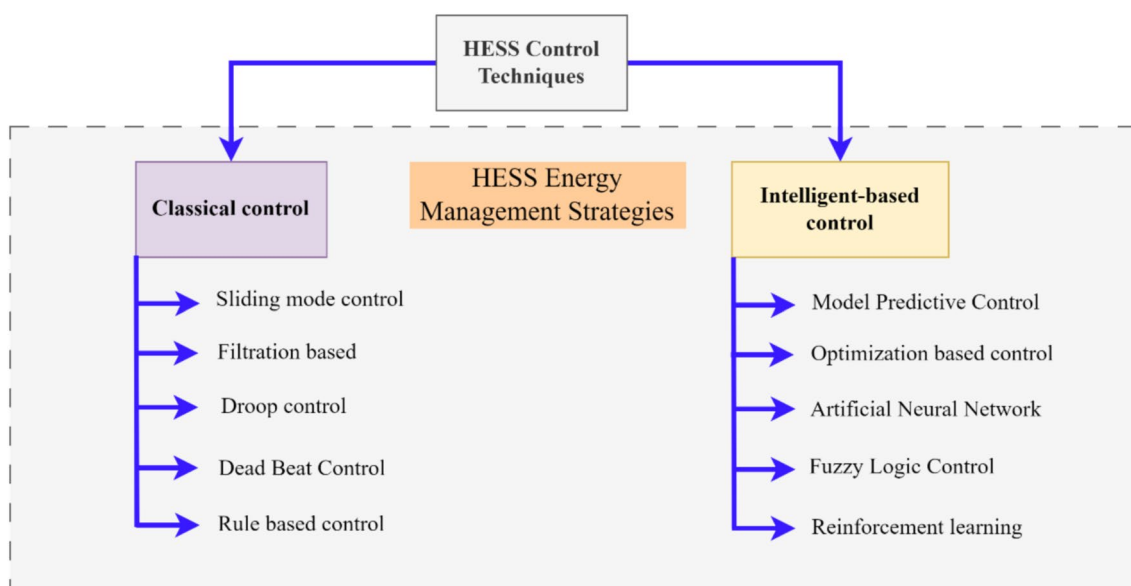 HESS Control
Techniques
Classical control
HESS Energy
Management Strategies
Intelligent-based
control
Sliding mode control
Filtration based
Droop control
Dead Beat Control
Rule based control
Model Predictive Control
Optimization based control
Artificial Neural Network
Fuzzy Logic Control
Reinforcement learning